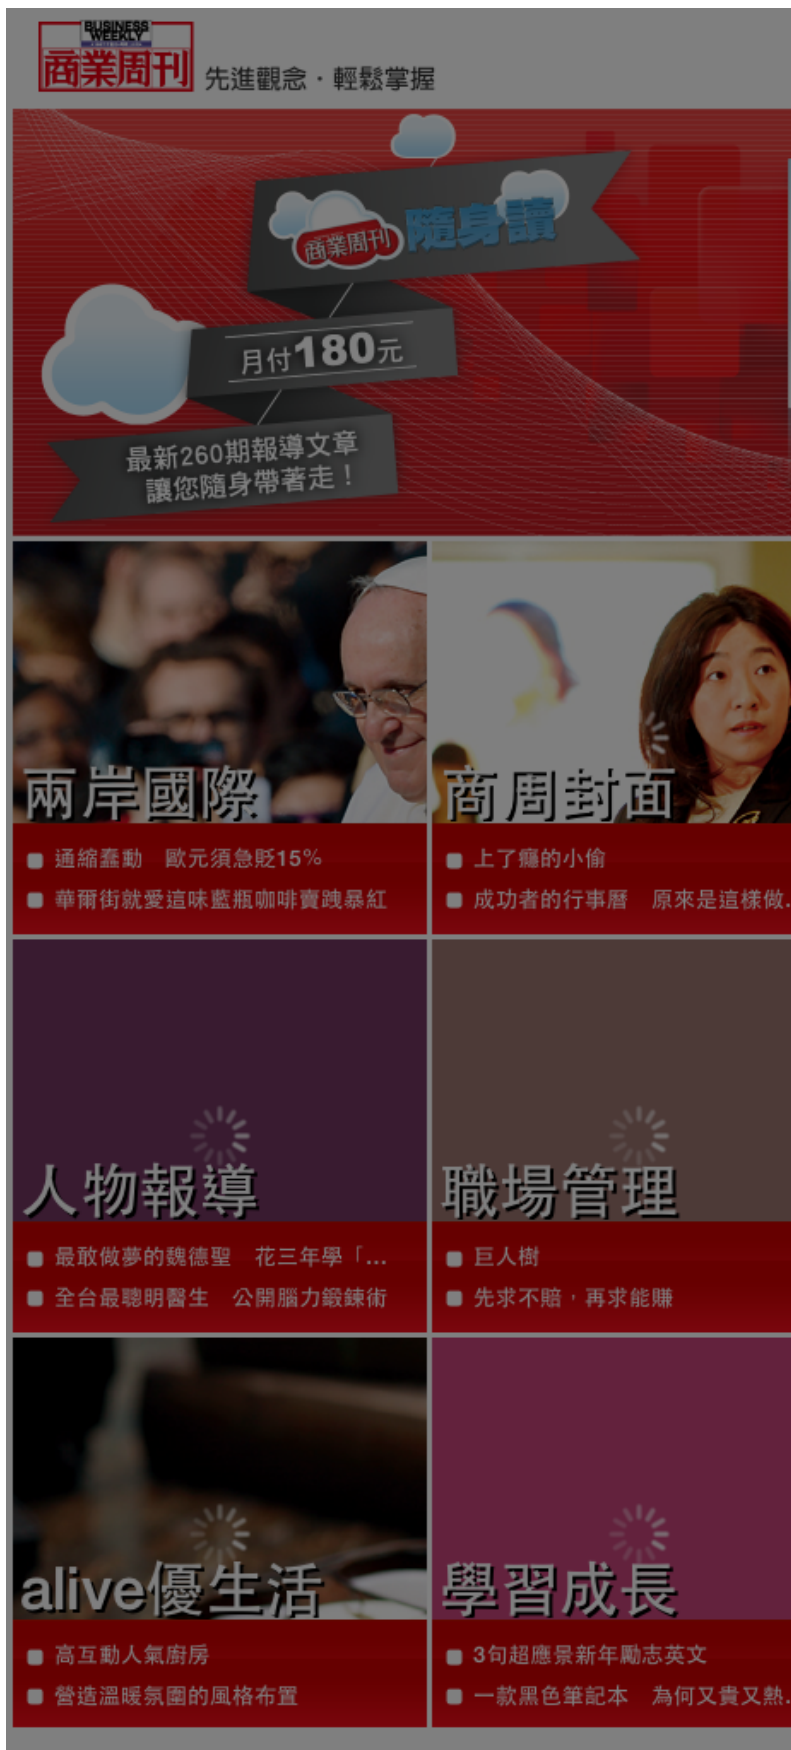 BUSINESS
WEEKLY
商業周刊
先進觀念・輕鬆掌握
商業周刊
隨身讀
月付180元
最新260期報導文章
讓您隨身帶著走！
兩岸國際
通縮蠢動　歐元須急貶15%
華爾街就愛這味藍瓶咖啡賣跩暴紅
商周封面
上了癮的小偷
成功者的行事曆　原來是這樣做.
人物報導
最敢做夢的魏德聖　花三年學「...
全台最聰明醫生　公開腦力鍛鍊術
職場管理
巨人樹
先求不賠，再求能賺
alive優生活
高互動人氣廚房
營造溫暖氛圍的風格布置
學習成長
3句超應景新年勵志英文
一款黑色筆記本　為何又貴又熱.